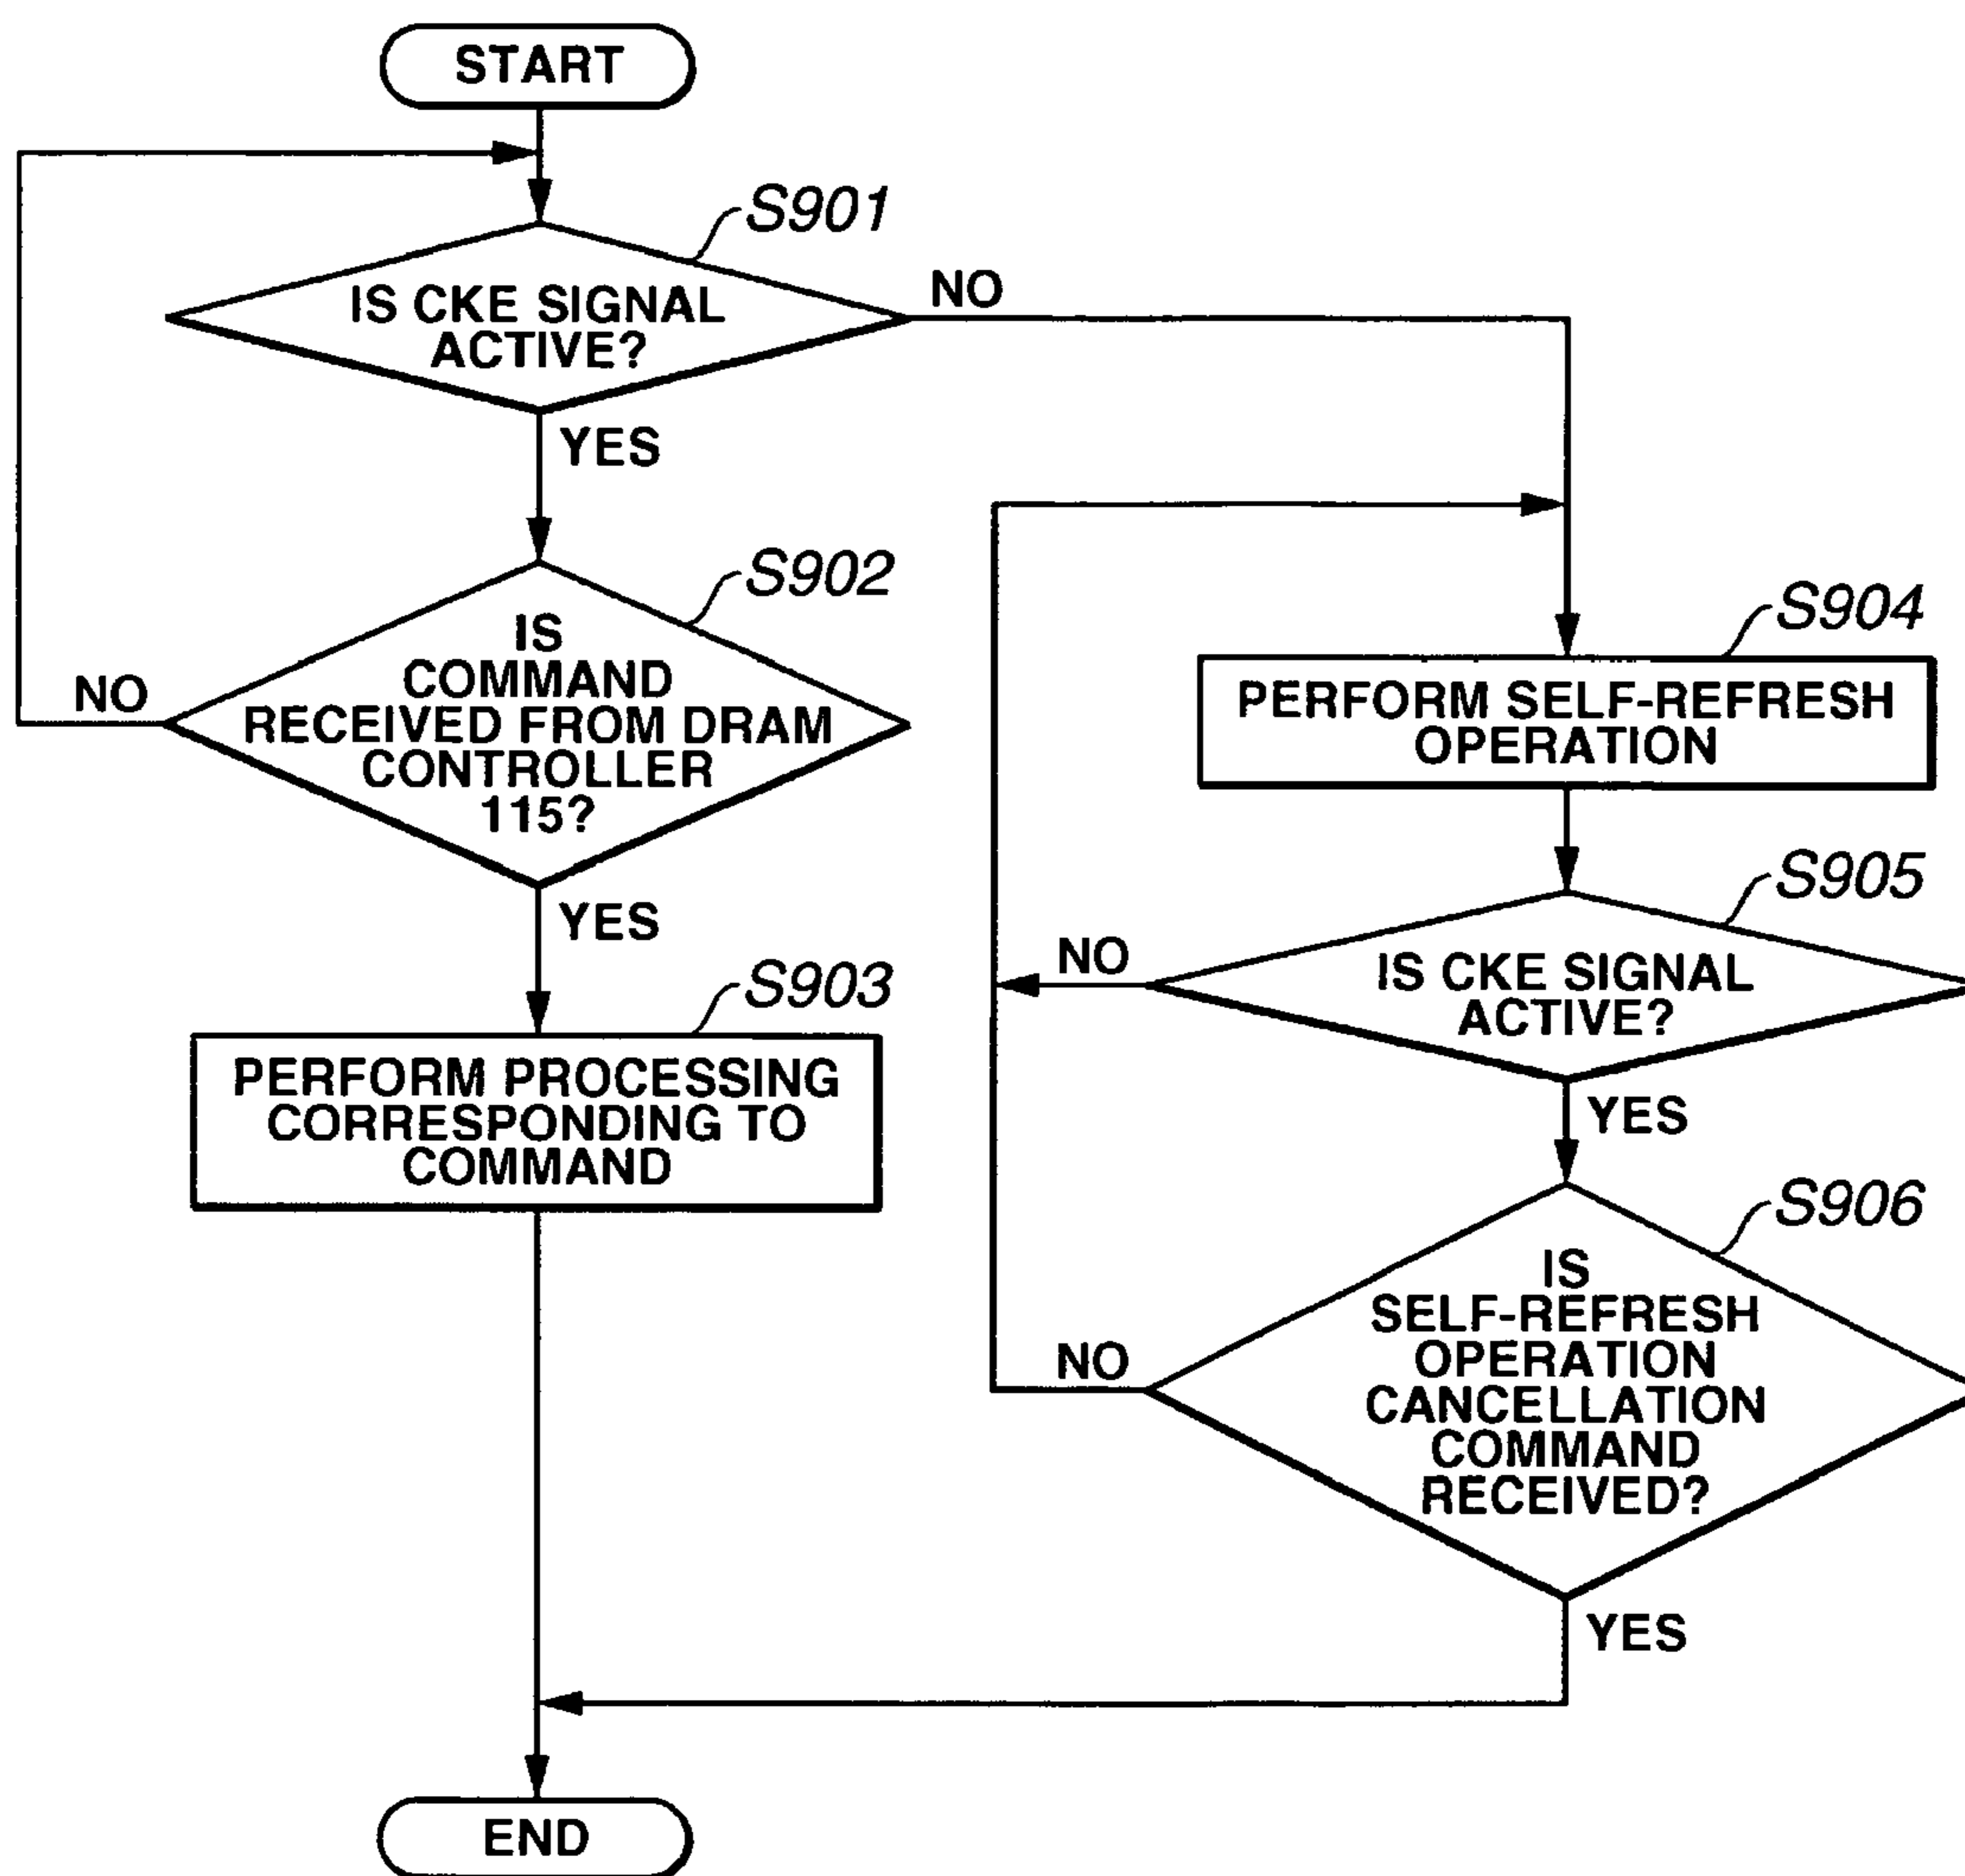 START
S901
IS CKE SIGNAL
ACTIVE?
NO
YES
S902
IS
COMMAND
RECEIVED FROM DRAM
CONTROLLER
115?
NO
YES
S903
PERFORM PROCESSING
CORRESPONDING TO
COMMAND
S904
PERFORM SELF-REFRESH
OPERATION
S905
IS CKE SIGNAL
ACTIVE?
NO
YES
S906
IS
SELF-REFRESH
OPERATION
CANCELLATION
COMMAND
RECEIVED?
NO
YES
END